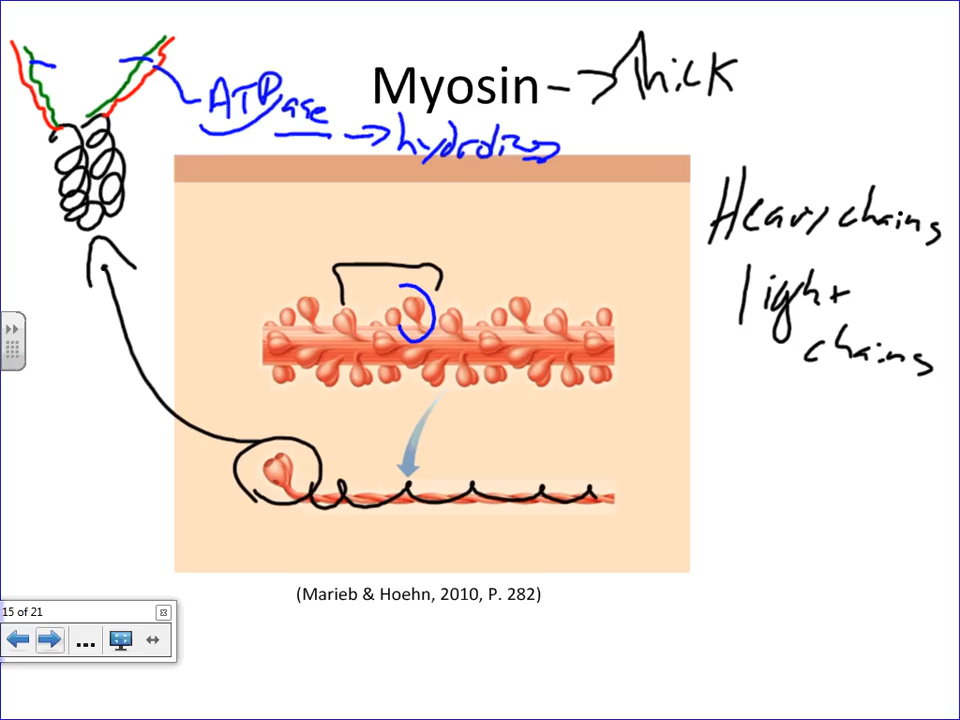 Myosin -> Thick
ATPase -> hydrolizes
Heavy chains
light
chains
(Marieb & Hoehn, 2010, P. 282)
15 of 21
...